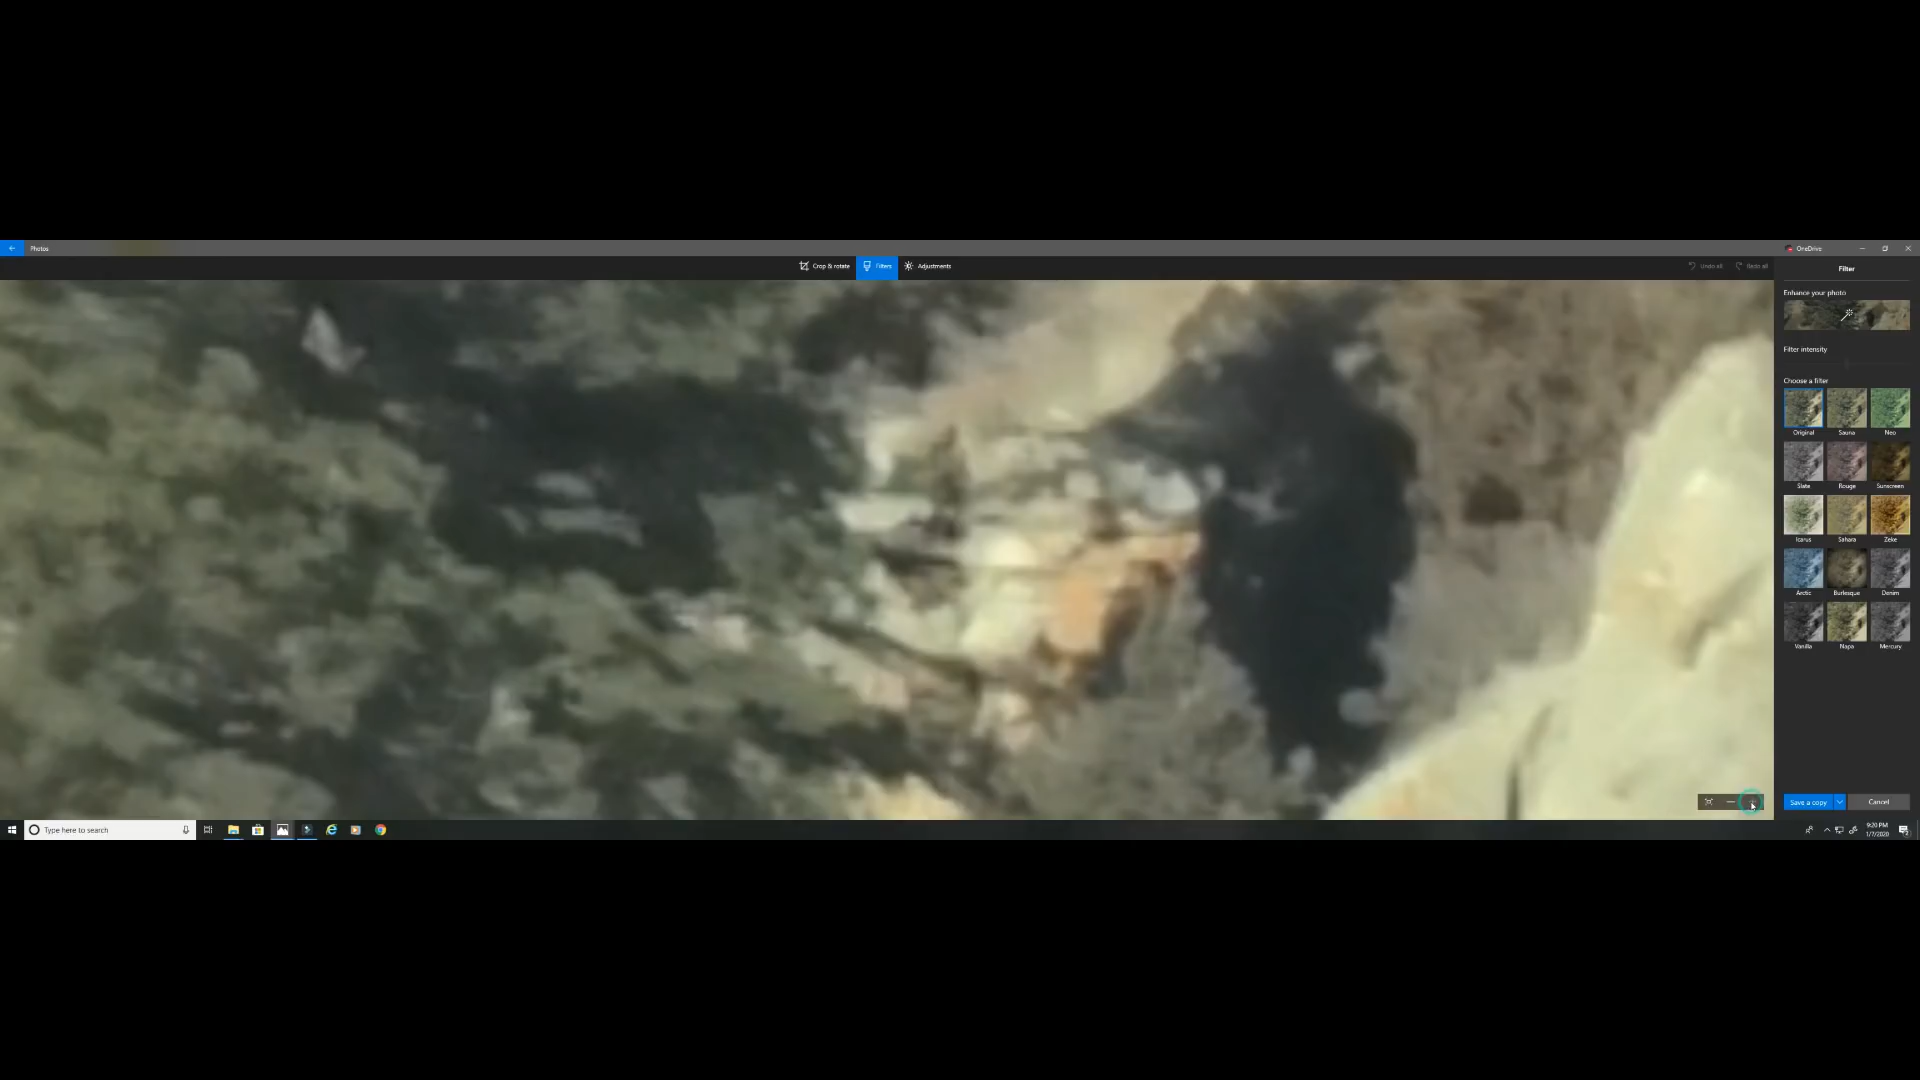 Photos
OneDrive
Crop & rotate
Filters
Adjustments
Undo all
Redo all
Filter
Enhance your photo
Filter intensity
Choose a filter
Original
Sauna
Neo
Slate
Rouge
Sunscreen
Icarus
Sahara
Zeke
Arctic
Burlesque
Denim
Vanilla
Napa
Mercury
Save a copy
Cancel
Type here to search
9:20 PM
1/7/2020